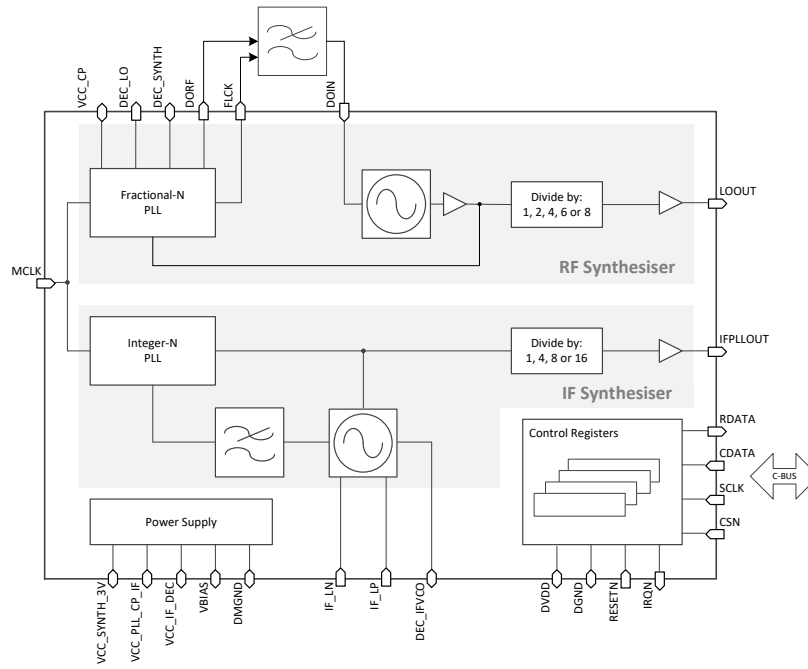 VCC_CP
DEC_LO
DEC_SYNTH
DORF
FLCK
DOIN
Fractional-N
PLL
Divide by:
1, 2, 4, 6 or 8
LOOUT
RF Synthesiser
MCLK
Integer-N
PLL
Divide by:
1, 4, 8 or 16
IFPLLOUT
IF Synthesiser
Control Registers
RDATA
CDATA
C-BUS
SCLK
CSN
Power Supply
VCC_SYNTH_3V
VCC_PLL_CP_IF
VCC_IF_DEC
VBIAS
DMGND
IF_LN
IF_LP
DEC_IFVCO
DVDD
DGND
RESETN
IRQN